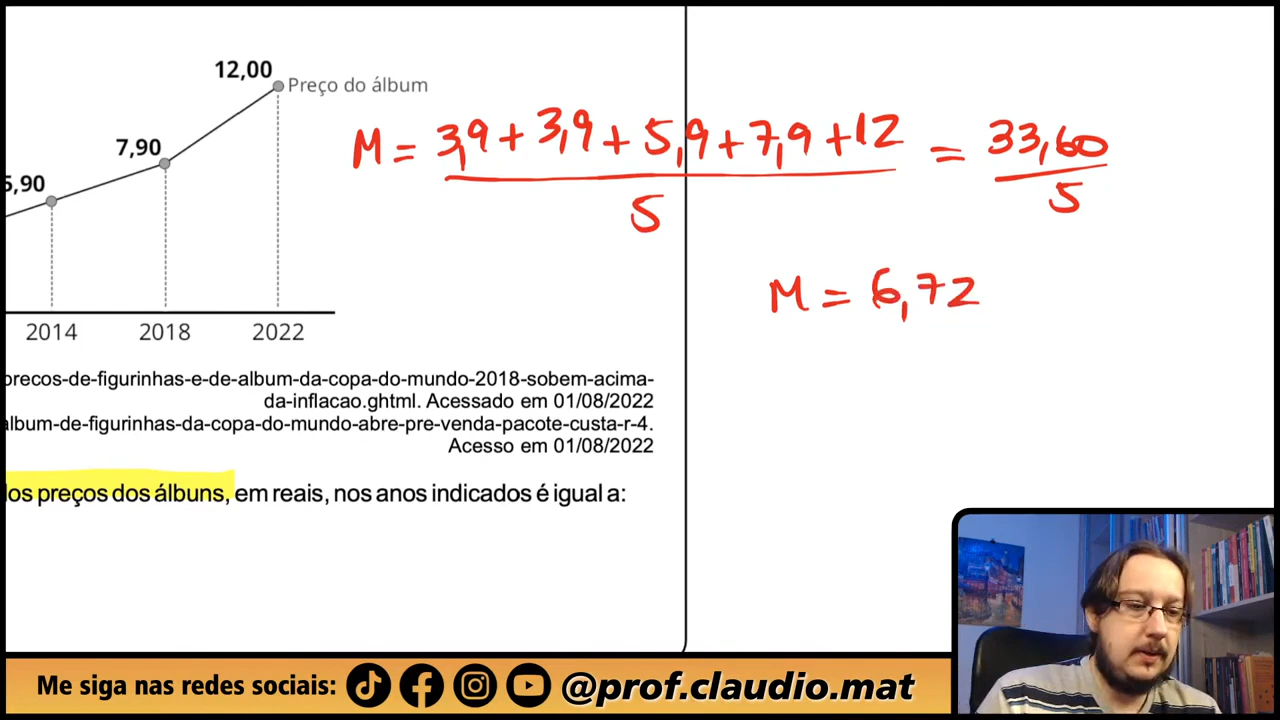 12,00
Preço do álbum
7,90
5,90
2014 2018 2022
M = 3,9 + 3,9 + 5,9 + 7,9 + 12 = 33,60
5 5
M = 6,72
precos-de-figurinhas-e-de-album-da-copa-do-mundo-2018-sobem-acima-
da-inflacao.ghtml. Acessado em 01/08/2022
album-de-figurinhas-da-copa-do-mundo-abre-pre-venda-pacote-custa-r-4.
Acesso em 01/08/2022
dos preços dos álbuns, em reais, nos anos indicados é igual a:
Me siga nas redes sociais: @prof.claudio.mat